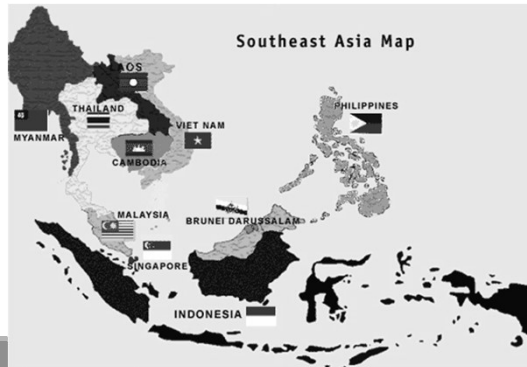 Southeast Asia Map
LAOS
THAILAND
MYANMAR
VIET NAM
CAMBODIA
PHILIPPINES
MALAYSIA
BRUNEI DARUSSALAM
SINGAPORE
INDONESIA